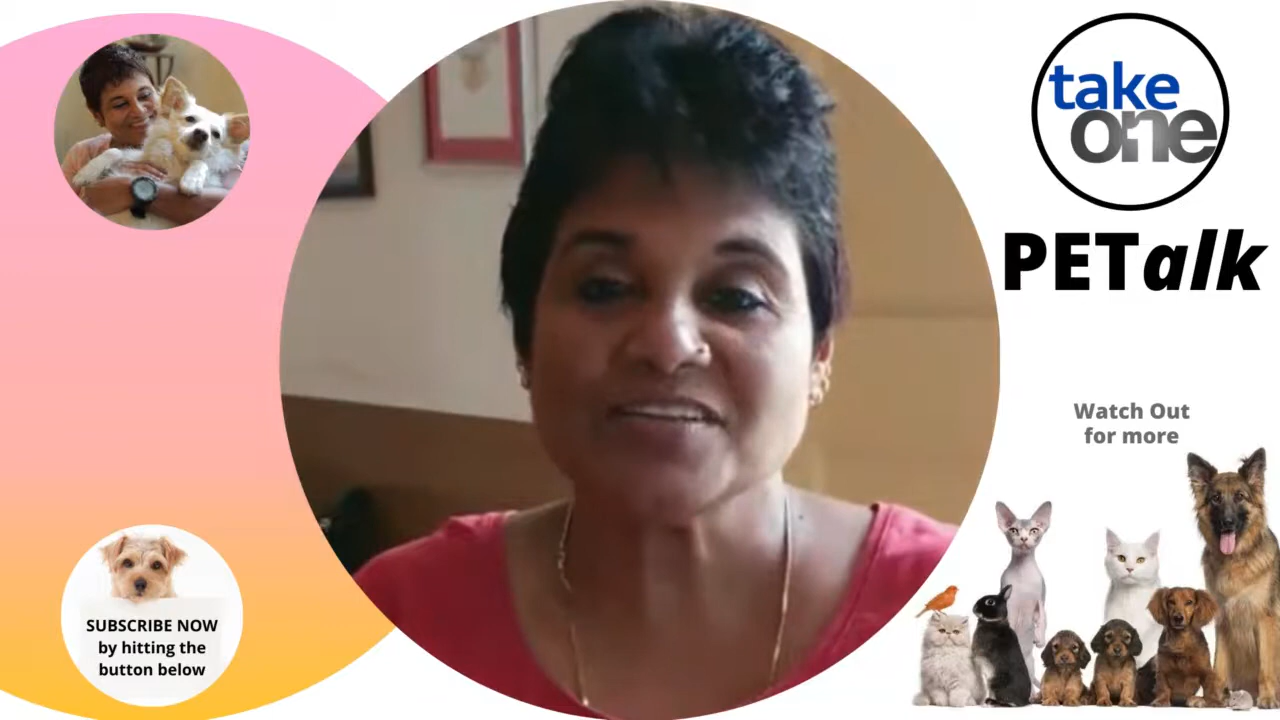 take
one
PETalk
Watch Out
for more
SUBSCRIBE NOW
by hitting the
button below